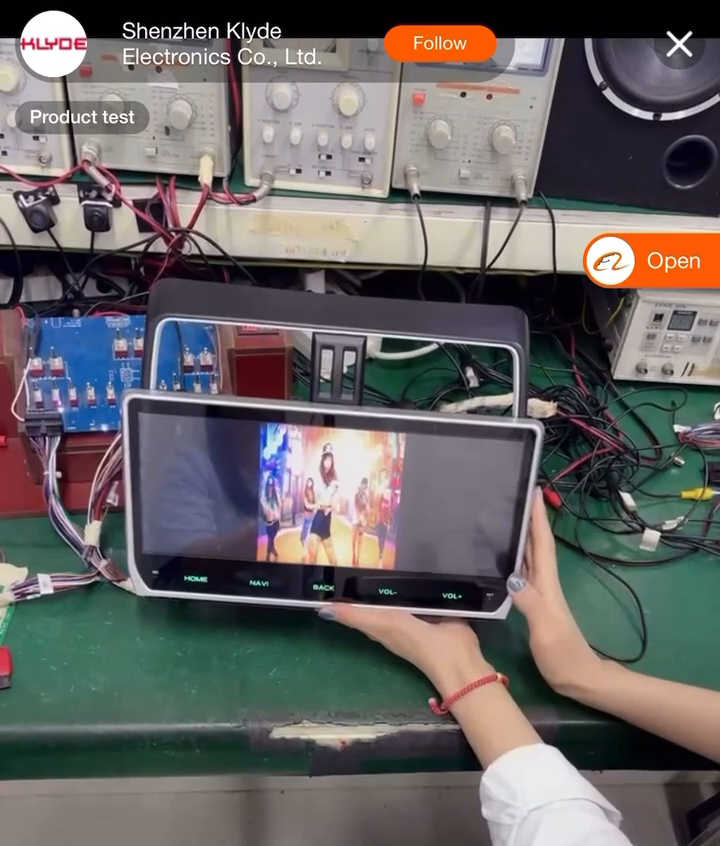 KLYDE
Shenzhen Klyde
Electronics Co., Ltd.
Follow
Product test
Open
HOME
NAVI
BACK
VOL-
VOL+